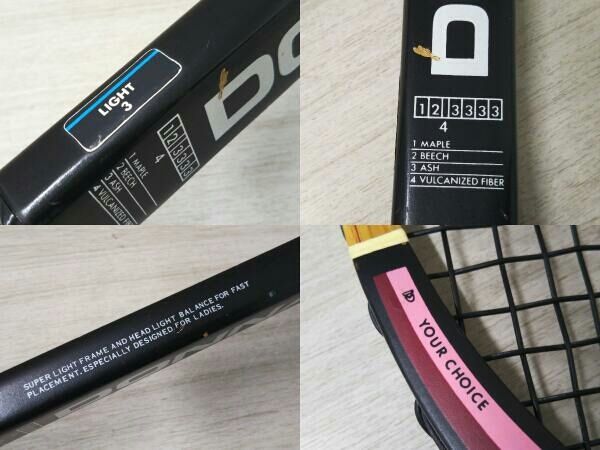 LIGHT
3
D
1 2 3 3 3 3
4
1 MAPLE
2 BEECH
3 ASH
4 VULCANIZED FIBER
D
1 2 3 3 3 3
4
1 MAPLE
2 BEECH
3 ASH
4 VULCANIZED FIBER
SUPER LIGHT FRAME AND HEAD LIGHT BALANCE FOR FAST
PLACEMENT, ESPECIALLY DESIGNED FOR LADIES.
YOUR CHOICE